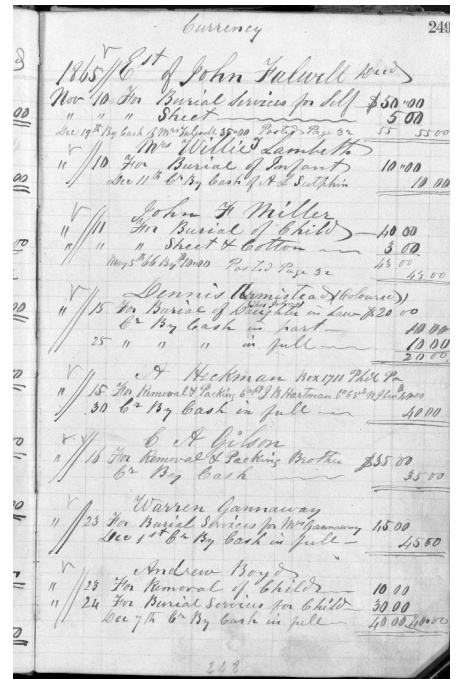 Currency
249
1865 Est of John Falwell Decd
Nov 10 For Burial Services for Self $50.00
" " " Sheet 5 00
Dec 19th By Cash of Mrs Falwell 35.00 Posted Page 32 55 55 00
Mrs Willie T Lambeth
" 10 For Burial of Infant 10.00
Dec 11th Cr By Cash of A L Sutphin 10 00
John F Miller
" 11 For Burial of Child 40 00
" " " Sheet & Cotton 3 00
May 5th 66 By 10.00 Posted Page 32 43 00
43 00
Dennis Armistead (Coloured)
" 15 For Burial of Daughter in Law $20 00
Cr By Cash in part 10 00
25 " " " in full 10 00
20 00
A Heckman Box 1711 Phila Pa
" 15 For Removal & Packing J B Hartman 40 00
30 Cr By Cash in full 40 00
C A Gilson
" 16 For Removal & Packing Brother $35 00
Cr By Cash 35 00
Warren Gannaway
" 23 For Burial Services for Mrs Gannaway 45 00
Dec 1st Cr By Cash in full 45 00
Andrew Boyd
" 23 For Removal of Child 10 00
" 24 For Burial Services for Child 30 00
Dec 7th Cr By Cash in full 40 00 40 00
248